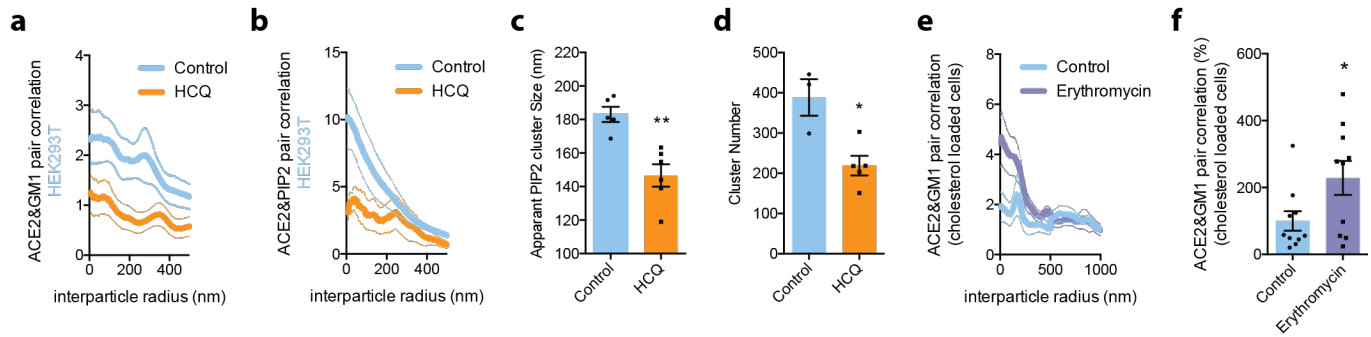 a
ACE2&GM1 pair correlation
HEK293T
4
3
2
1
0
0
200
400
interparticle radius (nm)
Control
HCQ
b
ACE2&PIP2 pair correlation
HEK293T
15
10
5
0
0
200
400
interparticle radius (nm)
Control
HCQ
c
Apparant PIP2 cluster Size (nm)
220
200
180
160
140
120
100
**
Control
HCQ
d
Cluster Number
500
400
300
200
100
0
*
Control
HCQ
e
ACE2&GM1 pair correlation
(cholesterol loaded cells)
8
6
4
2
0
0
500
1000
interparticle radius (nm)
Control
Erythromycin
f
ACE2&GM1 pair correlation (%)
(cholesterol loaded cells)
600
400
200
0
*
Control
Erythromycin